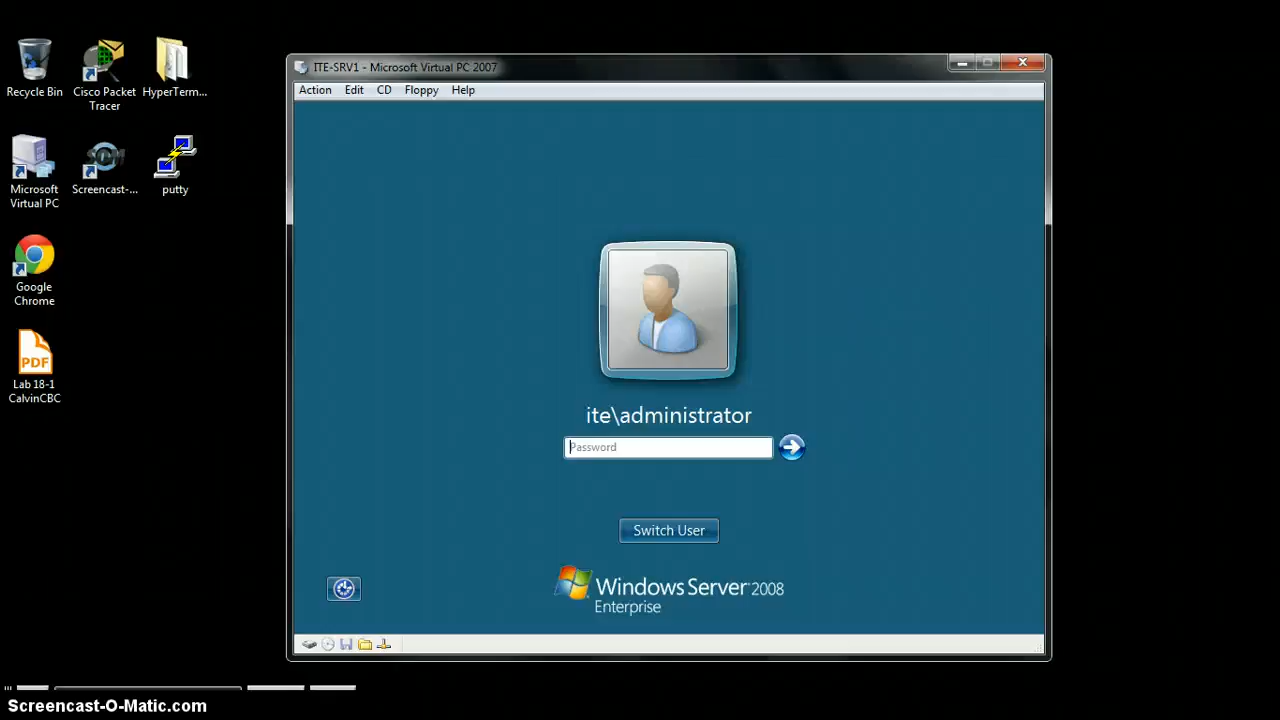 Recycle Bin
Cisco Packet
Tracer
HyperTerm...
Microsoft
Virtual PC
Screencast-...
putty
Google
Chrome
PDF
Lab 18-1
CalvinCBC
ITE-SRV1 - Microsoft Virtual PC 2007
Action Edit CD Floppy Help
ite\administrator
Password
Switch User
Windows Server 2008
Enterprise
Screencast-O-Matic.com